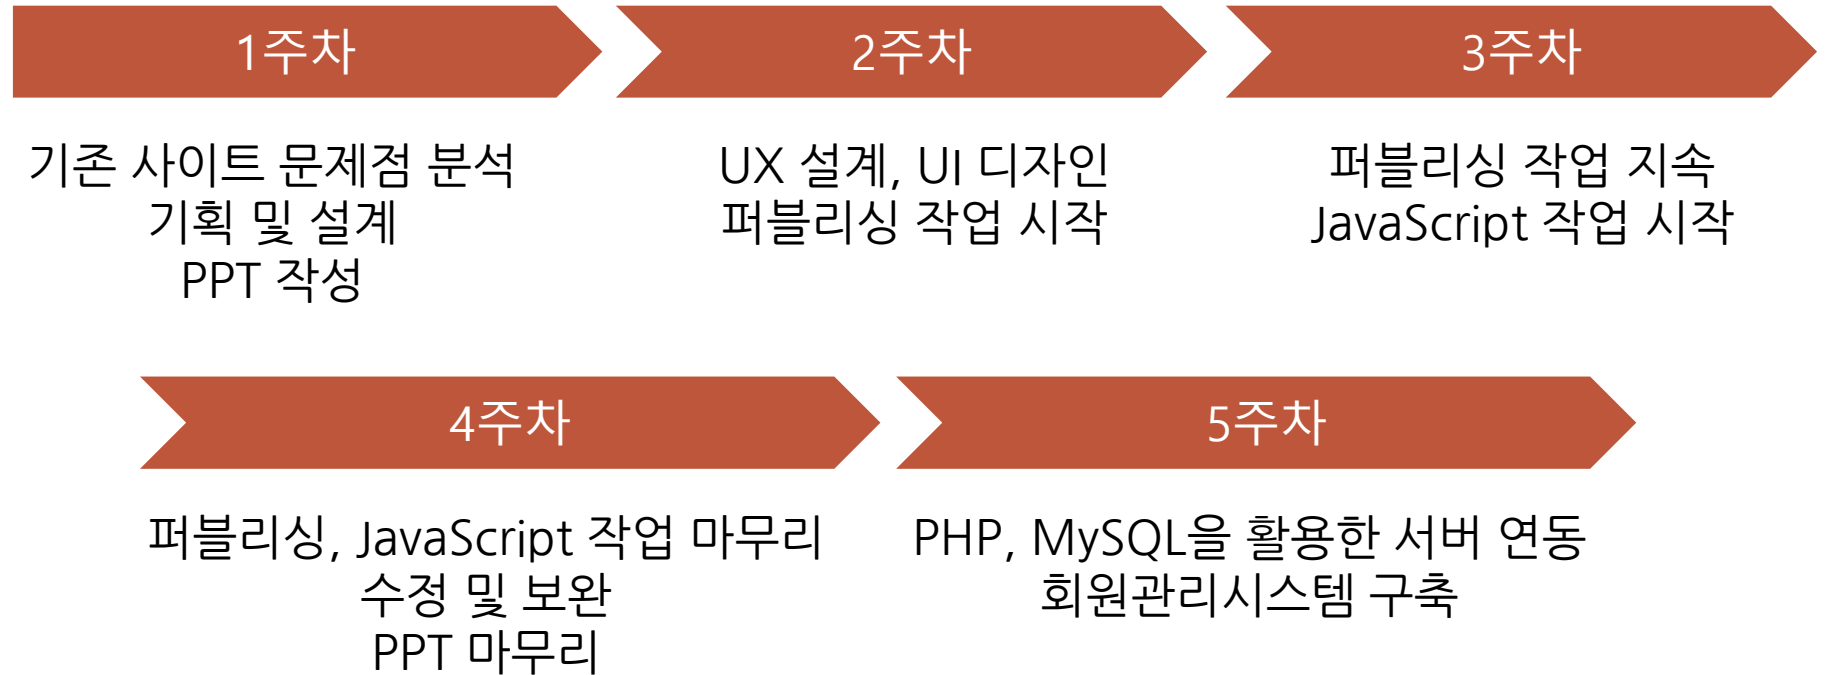 1주차
기존 사이트 문제점 분석
기획 및 설계
PPT 작성
2주차
UX 설계, UI 디자인
퍼블리싱 작업 시작
3주차
퍼블리싱 작업 지속
JavaScript 작업 시작
4주차
퍼블리싱, JavaScript 작업 마무리
수정 및 보완
PPT 마무리
5주차
PHP, MySQL을 활용한 서버 연동
회원관리시스템 구축